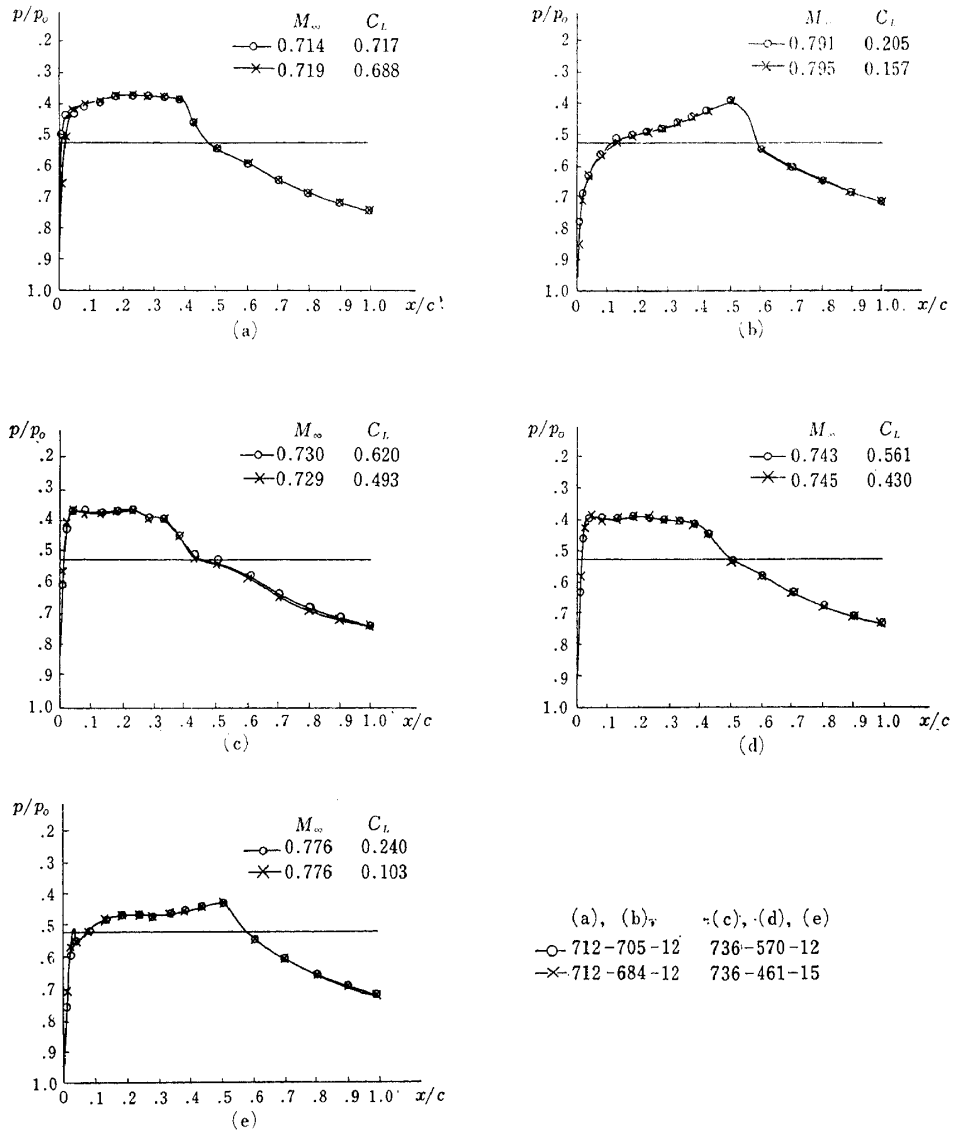 p/p₀
M∞ C_L
0.714 0.717
0.719 0.688
.2
.3
.4
.5
.6
.7
.8
.9
1.0
0 .1 .2 .3 .4 .5 .6 .7 .8 .9 1.0 x/c
(a)
M∞ C_L
0.791 0.205
0.795 0.157
.2
.3
.4
.5
.6
.7
.8
.9
1.0
0 .1 .2 .3 .4 .5 .6 .7 .8 .9 1.0 x/c
(b)
p/p₀
M∞ C_L
0.730 0.620
0.729 0.493
.2
.3
.4
.5
.6
.7
.8
.9
1.0
0 .1 .2 .3 .4 .5 .6 .7 .8 .9 1.0 x/c
(c)
p/p₀
M∞ C_L
0.743 0.561
0.745 0.430
.2
.3
.4
.5
.6
.7
.8
.9
1.0
0 .1 .2 .3 .4 .5 .6 .7 .8 .9 1.0 x/c
(d)
p/p₀
M∞ C_L
0.776 0.240
0.776 0.103
.2
.3
.4
.5
.6
.7
.8
.9
1.0
0 .1 .2 .3 .4 .5 .6 .7 .8 .9 1.0 x/c
(e)
(a), (b), (c), (d), (e)
712-705-12 736-570-12
712-684-12 736-461-15